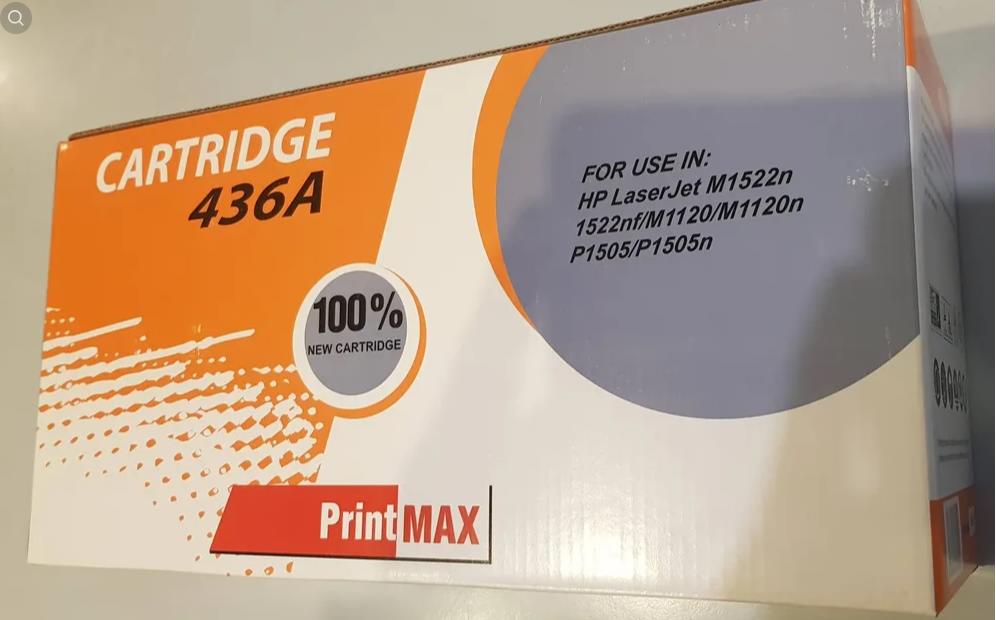 CARTRIDGE
436A
100%
NEW CARTRIDGE
FOR USE IN:
HP LaserJet M1522n
1522nf/M1120/M1120n
P1505/P1505n
PrintMAX